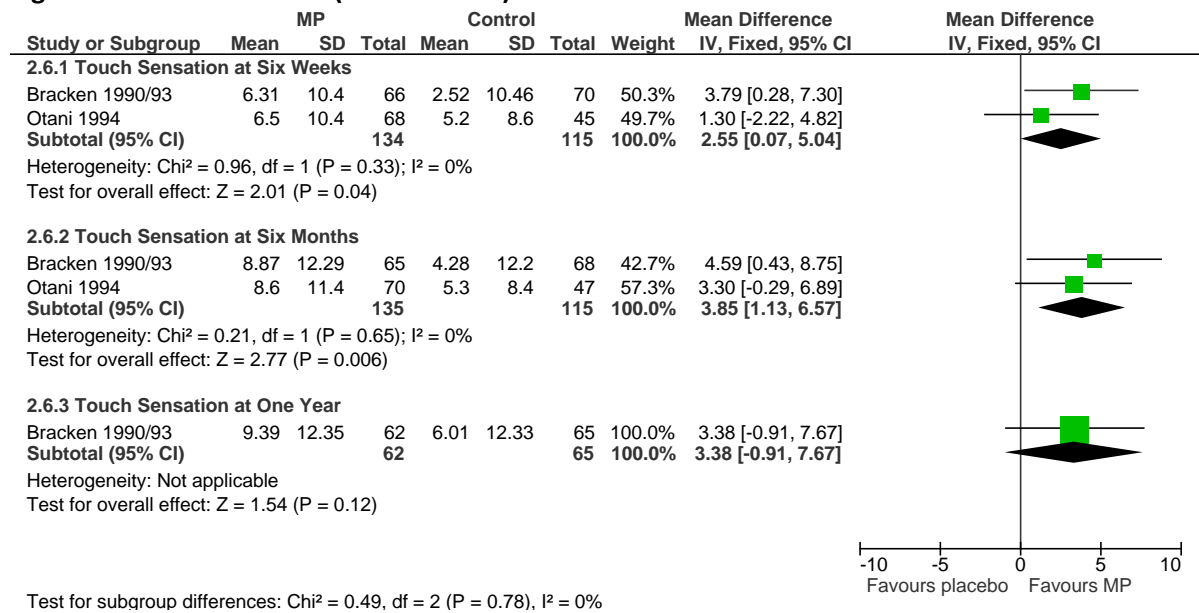 MP Control Mean Difference Mean Difference
Study or Subgroup Mean SD Total Mean SD Total Weight IV, Fixed, 95% CI IV, Fixed, 95% CI
2.6.1 Touch Sensation at Six Weeks
Bracken 1990/93 6.31 10.4 66 2.52 10.46 70 50.3% 3.79 [0.28, 7.30]
Otani 1994 6.5 10.4 68 5.2 8.6 45 49.7% 1.30 [-2.22, 4.82]
Subtotal (95% CI) 134 115 100.0% 2.55 [0.07, 5.04]
Heterogeneity: Chi² = 0.96, df = 1 (P = 0.33); I² = 0%
Test for overall effect: Z = 2.01 (P = 0.04)
2.6.2 Touch Sensation at Six Months
Bracken 1990/93 8.87 12.29 65 4.28 12.2 68 42.7% 4.59 [0.43, 8.75]
Otani 1994 8.6 11.4 70 5.3 8.4 47 57.3% 3.30 [-0.29, 6.89]
Subtotal (95% CI) 135 115 100.0% 3.85 [1.13, 6.57]
Heterogeneity: Chi² = 0.21, df = 1 (P = 0.65); I² = 0%
Test for overall effect: Z = 2.77 (P = 0.006)
2.6.3 Touch Sensation at One Year
Bracken 1990/93 9.39 12.35 62 6.01 12.33 65 100.0% 3.38 [-0.91, 7.67]
Subtotal (95% CI) 62 65 100.0% 3.38 [-0.91, 7.67]
Heterogeneity: Not applicable
Test for overall effect: Z = 1.54 (P = 0.12)
-10 -5 0 5 10
Favours placebo Favours MP
Test for subgroup differences: Chi² = 0.49, df = 2 (P = 0.78), I² = 0%